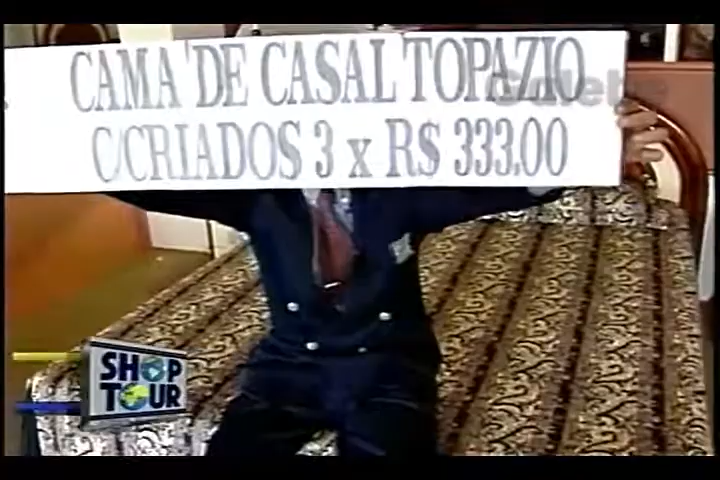 CAMA DE CASAL TOPAZIO
C/CRIADOS 3 x R$ 333.00
SHOP
TOUR